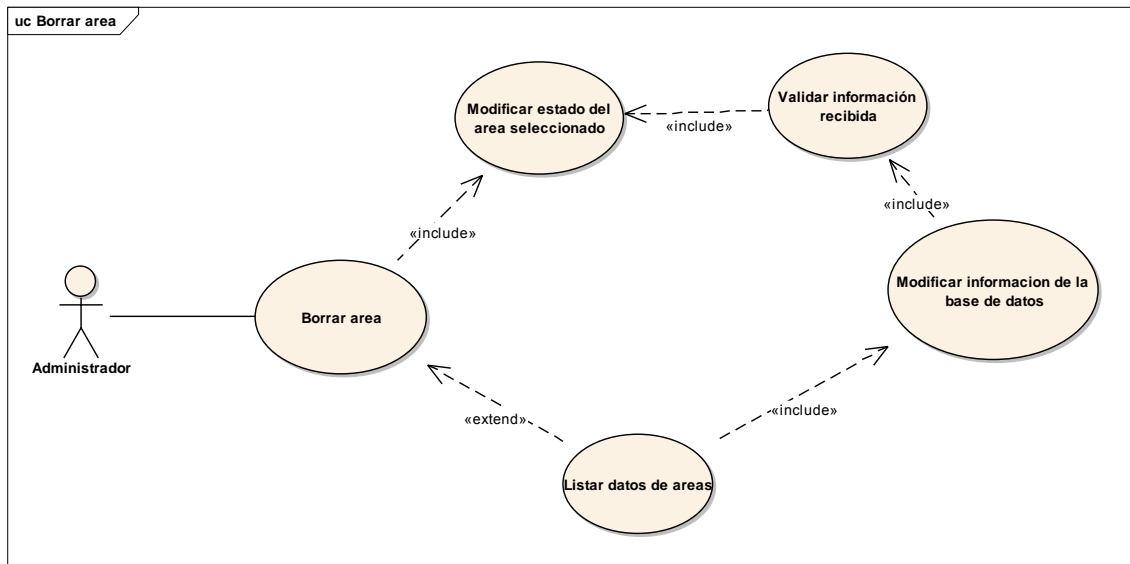 uc Borrar area
Modificar estado del
area seleccionado
Validar información
recibida
«include»
«include»
«include»
Modificar informacion de la
base de datos
Borrar area
Administrador
«include»
«extend»
Listar datos de areas